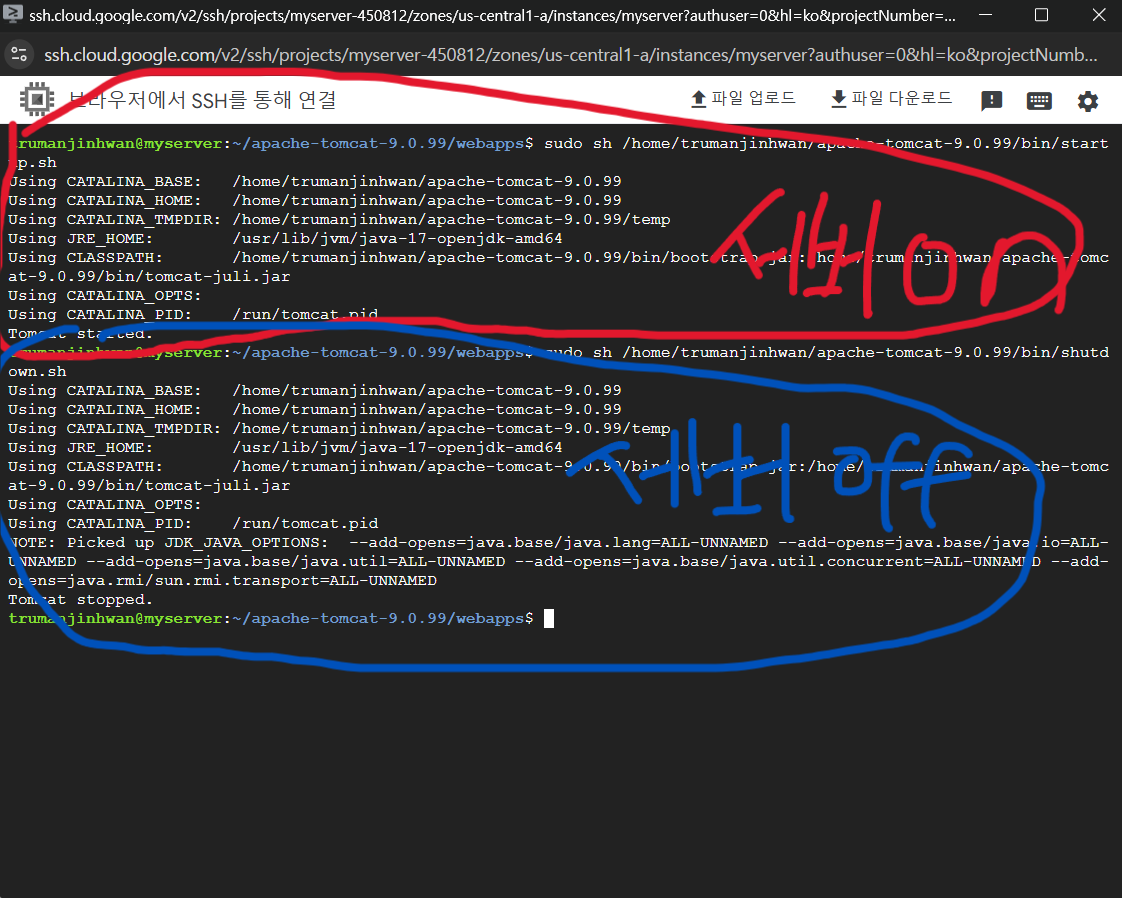 ssh.cloud.google.com/v2/ssh/projects/myserver-450812/zones/us-central1-a/instances/myserver?authuser=0&hl=ko&projectNumber=...
ssh.cloud.google.com/v2/ssh/projects/myserver-450812/zones/us-central1-a/instances/myserver?authuser=0&hl=ko&projectNumb...
브라우저에서 SSH를 통해 연결 파일 업로드 파일 다운로드
trumanjinhwan@myserver:~/apache-tomcat-9.0.99/webapps$ sudo sh /home/trumanjinhwan/apache-tomcat-9.0.99/bin/start
up.sh
Using CATALINA_BASE:   /home/trumanjinhwan/apache-tomcat-9.0.99
Using CATALINA_HOME:   /home/trumanjinhwan/apache-tomcat-9.0.99
Using CATALINA_TMPDIR: /home/trumanjinhwan/apache-tomcat-9.0.99/temp
Using JRE_HOME:        /usr/lib/jvm/java-17-openjdk-amd64
Using CLASSPATH:       /home/trumanjinhwan/apache-tomcat-9.0.99/bin/bootstrap.jar:/home/trumanjinhwan/apache-tomc
at-9.0.99/bin/tomcat-juli.jar
Using CATALINA_OPTS:
Using CATALINA_PID:    /run/tomcat.pid
Tomcat started.
서버 on
trumanjinhwan@myserver:~/apache-tomcat-9.0.99/webapps$ sudo sh /home/trumanjinhwan/apache-tomcat-9.0.99/bin/shutd
own.sh
Using CATALINA_BASE:   /home/trumanjinhwan/apache-tomcat-9.0.99
Using CATALINA_HOME:   /home/trumanjinhwan/apache-tomcat-9.0.99
Using CATALINA_TMPDIR: /home/trumanjinhwan/apache-tomcat-9.0.99/temp
Using JRE_HOME:        /usr/lib/jvm/java-17-openjdk-amd64
Using CLASSPATH:       /home/trumanjinhwan/apache-tomcat-9.0.99/bin/bootstrap.jar:/home/trumanjinhwan/apache-tomc
at-9.0.99/bin/tomcat-juli.jar
Using CATALINA_OPTS:
Using CATALINA_PID:    /run/tomcat.pid
NOTE: Picked up JDK_JAVA_OPTIONS:  --add-opens=java.base/java.lang=ALL-UNNAMED --add-opens=java.base/java.io=ALL-
UNNAMED --add-opens=java.base/java.util=ALL-UNNAMED --add-opens=java.base/java.util.concurrent=ALL-UNNAMED --add-
opens=java.rmi/sun.rmi.transport=ALL-UNNAMED
Tomcat stopped.
서버 off
trumanjinhwan@myserver:~/apache-tomcat-9.0.99/webapps$